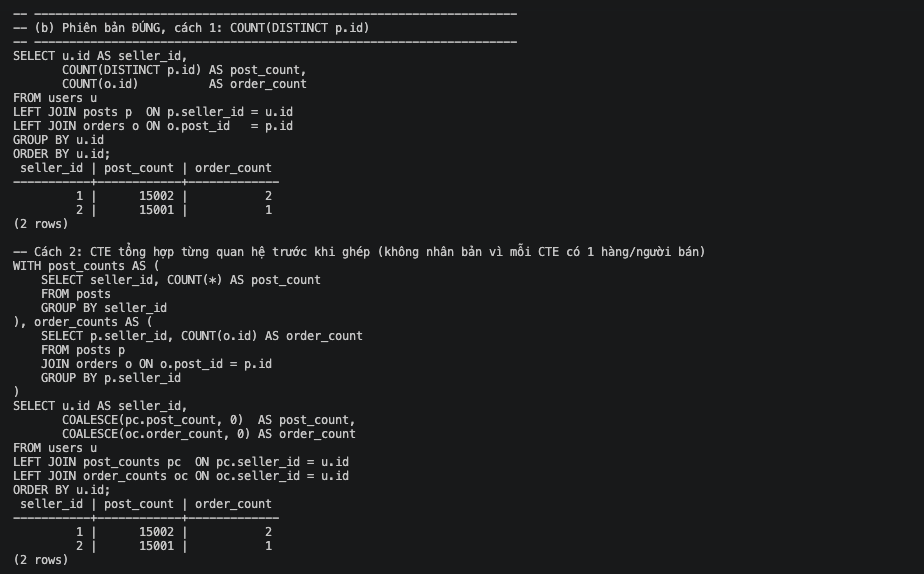 -- ---------------------------------------------------------------------
-- (b) Phiên bản ĐÚNG, cách 1: COUNT(DISTINCT p.id)
-- ---------------------------------------------------------------------
SELECT u.id AS seller_id,
       COUNT(DISTINCT p.id) AS post_count,
       COUNT(o.id)          AS order_count
FROM users u
LEFT JOIN posts p  ON p.seller_id = u.id
LEFT JOIN orders o ON o.post_id   = p.id
GROUP BY u.id
ORDER BY u.id;
 seller_id | post_count | order_count
-----------+------------+-------------
         1 |      15002 |           2
         2 |      15001 |           1
(2 rows)

-- Cách 2: CTE tổng hợp từng quan hệ trước khi ghép (không nhân bản vì mỗi CTE có 1 hàng/người bán)
WITH post_counts AS (
    SELECT seller_id, COUNT(*) AS post_count
    FROM posts
    GROUP BY seller_id
), order_counts AS (
    SELECT p.seller_id, COUNT(o.id) AS order_count
    FROM posts p
    JOIN orders o ON o.post_id = p.id
    GROUP BY p.seller_id
)
SELECT u.id AS seller_id,
       COALESCE(pc.post_count, 0)  AS post_count,
       COALESCE(oc.order_count, 0) AS order_count
FROM users u
LEFT JOIN post_counts pc  ON pc.seller_id = u.id
LEFT JOIN order_counts oc ON oc.seller_id = u.id
ORDER BY u.id;
 seller_id | post_count | order_count
-----------+------------+-------------
         1 |      15002 |           2
         2 |      15001 |           1
(2 rows)